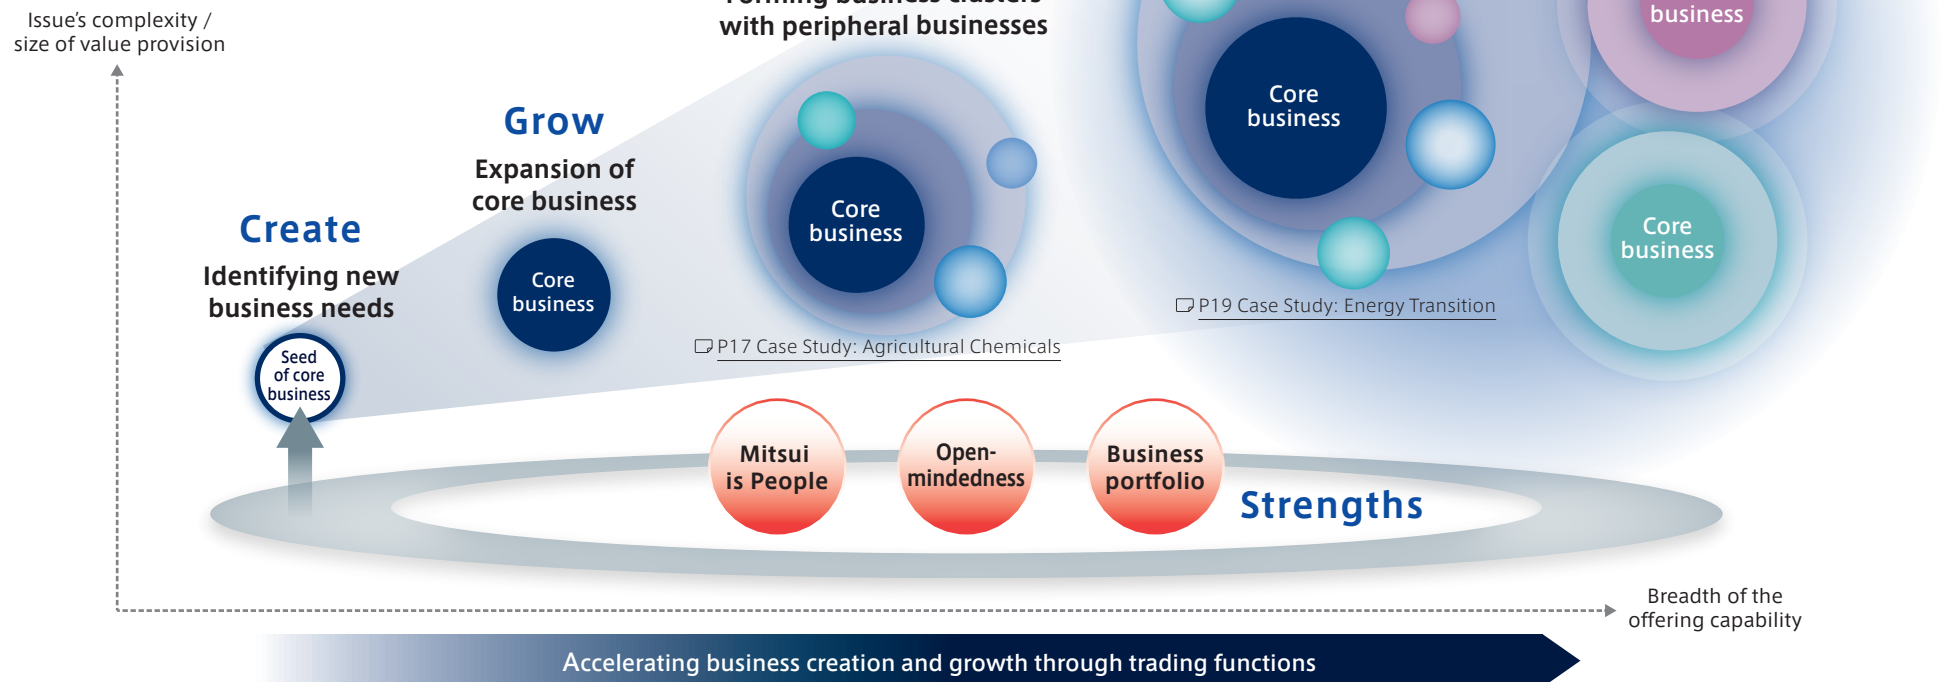 Issue's complexity /
size of value provision
Forming business clusters
with peripheral businesses
business
Core
business
Grow
Expansion of
core business
Core
business
Create
Identifying new
business needs
Core
business
Core
business
P19 Case Study: Energy Transition
P17 Case Study: Agricultural Chemicals
Seed
of core
business
Mitsui
is People
Open-
mindedness
Business
portfolio
Strengths
Breadth of the
offering capability
Accelerating business creation and growth through trading functions